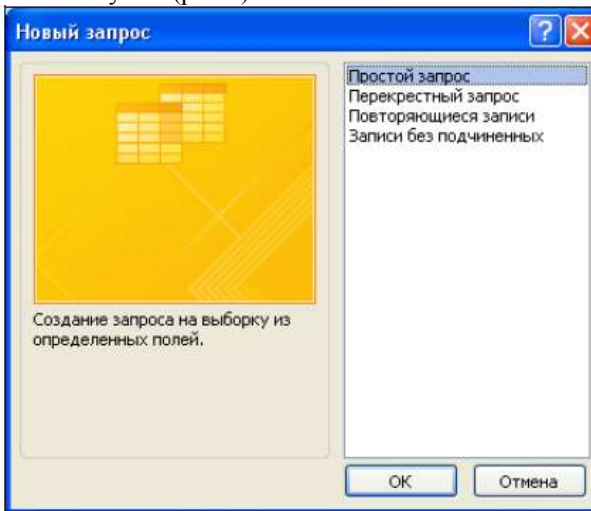 Новый запрос
Простой запрос
Перекрестный запрос
Повторяющиеся записи
Записи без подчиненных
Создание запроса на выборку из
определенных полей.
ОК
Отмена